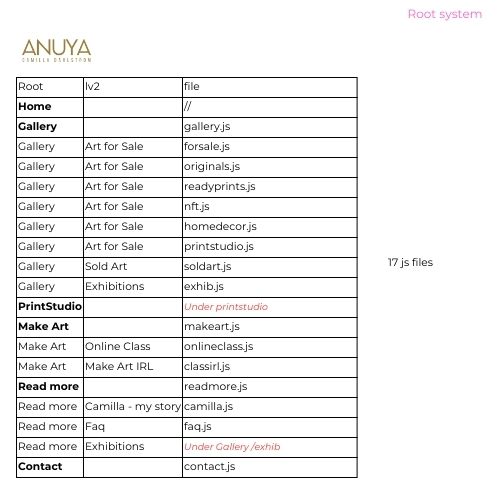 Root system
ANUYA
CAMILLA DAHLSTRÖM
Root lv2 file
Home //
Gallery gallery.js
Gallery Art for Sale forsale.js
Gallery Art for Sale originals.js
Gallery Art for Sale readyprints.js
Gallery Art for Sale nft.js
Gallery Art for Sale homedecor.js
Gallery Art for Sale printstudio.js
Gallery Sold Art soldart.js
17 js files
Gallery Exhibitions exhib.js
PrintStudio Under printstudio
Make Art makeart.js
Make Art Online Class onlineclass.js
Make Art Make Art IRL classirl.js
Read more readmore.js
Read more Camilla - my story camilla.js
Read more Faq faq.js
Read more Exhibitions Under Gallery /exhib
Contact contact.js